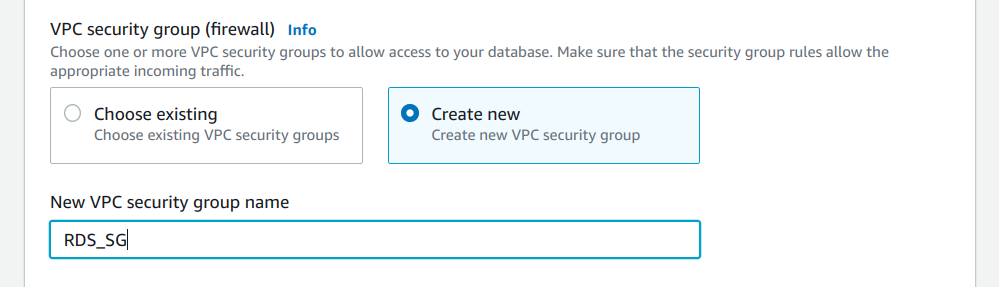 VPC security group (firewall) Info
Choose one or more VPC security groups to allow access to your database. Make sure that the security group rules allow the
appropriate incoming traffic.
Choose existing
Choose existing VPC security groups
Create new
Create new VPC security group
New VPC security group name
RDS_SG